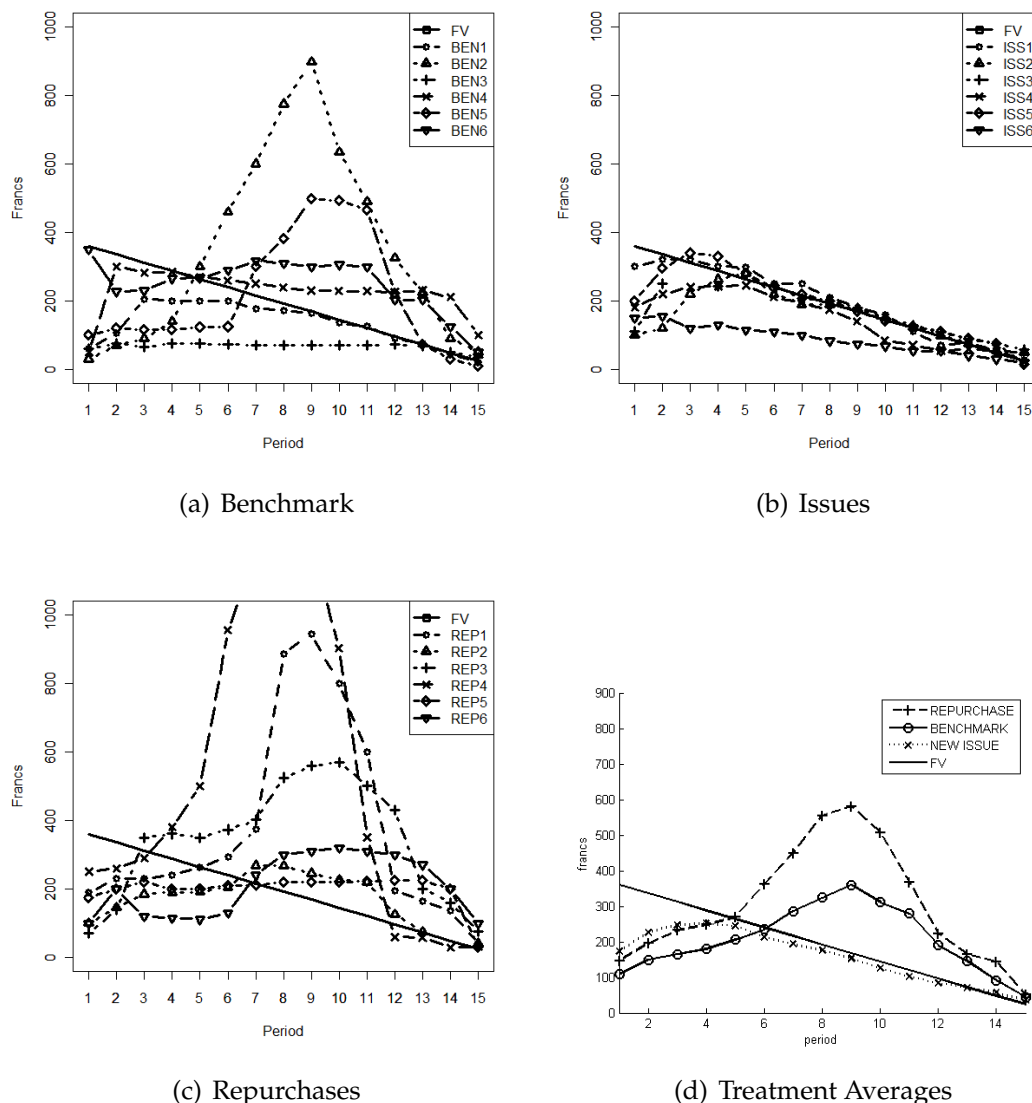 1000
800
600
400
200
0
Francs
FV
BEN1
BEN2
BEN3
BEN4
BEN5
BEN6
1 2 3 4 5 6 7 8 9 10 11 12 13 14 15
Period
(a) Benchmark
1000
800
600
400
200
0
Francs
FV
ISS1
ISS2
ISS3
ISS4
ISS5
ISS6
1 2 3 4 5 6 7 8 9 10 11 12 13 14 15
Period
(b) Issues
1000
800
600
400
200
0
Francs
FV
REP1
REP2
REP3
REP4
REP5
REP6
1 2 3 4 5 6 7 8 9 10 11 12 13 14 15
Period
(c) Repurchases
900
800
700
600
500
400
300
200
100
0
francs
REPURCHASE
BENCHMARK
NEW ISSUE
FV
2 4 6 8 10 12 14
period
(d) Treatment Averages